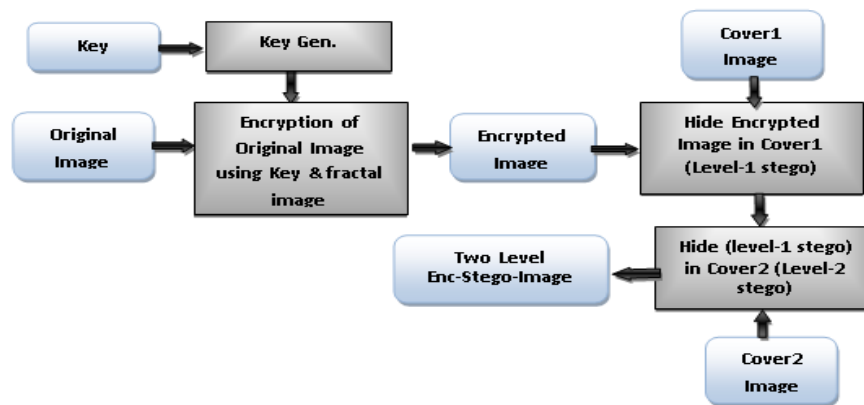 Key
Key Gen.
Cover1
Image
Original
Image
Encryption of
Original Image
using Key & fractal
image
Encrypted
Image
Hide Encrypted
Image in Cover1
(Level-1 stego)
Two Level
Enc-Stego-Image
Hide (level-1 stego)
in Cover2 (Level-2
stego)
Cover2
Image